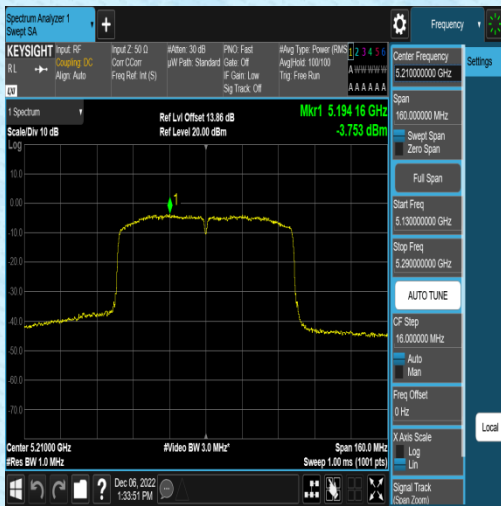 Spectrum Analyzer 1
Swept SA
Frequency
KEYSIGHT
Input: RF
Coupling: DC
Align: Auto
Input Z: 50 Ω
Corr CCorr
Freq Ref: Int (S)
#Atten: 30 dB
µW Path: Standard
PNO: Fast
Gate: Off
IF Gain: Low
Sig Track: Off
#Avg Type: Power (RMS
Avg|Hold: 100/100
Trig: Free Run
1 2 3 4 5 6
A W W W W W
A A A A A A
R L
LXI
1 Spectrum
Scale/Div 10 dB
Ref Lvl Offset 13.86 dB
Ref Level 20.00 dBm
Mkr1 5.194 16 GHz
-3.753 dBm
Log
10.0
0.00
-10.0
-20.0
-30.0
-40.0
-50.0
-60.0
-70.0
1
Center 5.21000 GHz
#Res BW 1.0 MHz
#Video BW 3.0 MHz*
Span 160.0 MHz
Sweep 1.00 ms (1001 pts)
?
Dec 06, 2022
1:33:51 PM
Center Frequency
5.210000000 GHz
Settings
Span
160.000000 MHz
Swept Span
Zero Span
Full Span
Start Freq
5.130000000 GHz
Stop Freq
5.290000000 GHz
AUTO TUNE
CF Step
16.000000 MHz
Auto
Man
Freq Offset
0 Hz
X Axis Scale
Log
Lin
Local
Signal Track
(Span Zoom)